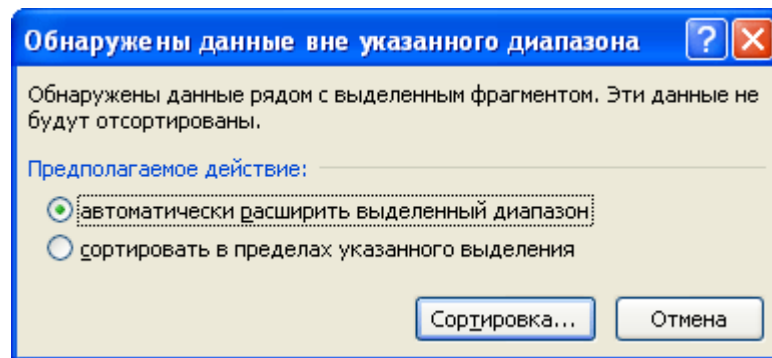 Обнаружены данные вне указанного диапазона
Обнаружены данные рядом с выделенным фрагментом. Эти данные не
будут отсортированы.
Предполагаемое действие:
автоматически расширить выделенный диапазон
сортировать в пределах указанного выделения
Сортировка... Отмена